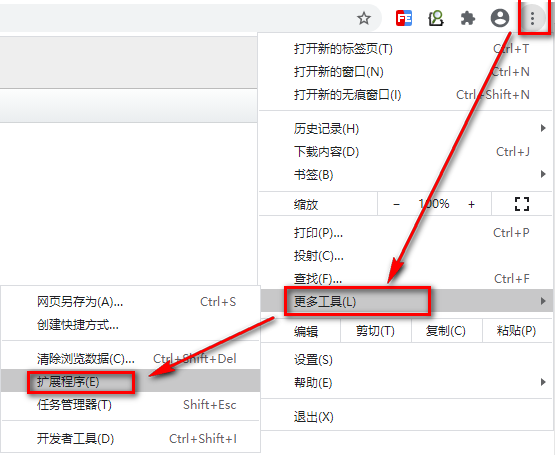 FE
打开新的标签页(T) Ctrl+T
打开新的窗口(N) Ctrl+N
打开新的无痕窗口(I) Ctrl+Shift+N
历史记录(H)
下载内容(D) Ctrl+J
书签(B)
缩放 − 100% +
打印(P)... Ctrl+P
投射(C)...
查找(F)... Ctrl+F
更多工具(L)
编辑 剪切(T) 复制(C) 粘贴(P)
设置(S)
帮助(E)
退出(X)
网页另存为(A)... Ctrl+S
创建快捷方式...
清除浏览数据(C)... Ctrl+Shift+Del
扩展程序(E)
任务管理器(T) Shift+Esc
开发者工具(D) Ctrl+Shift+I